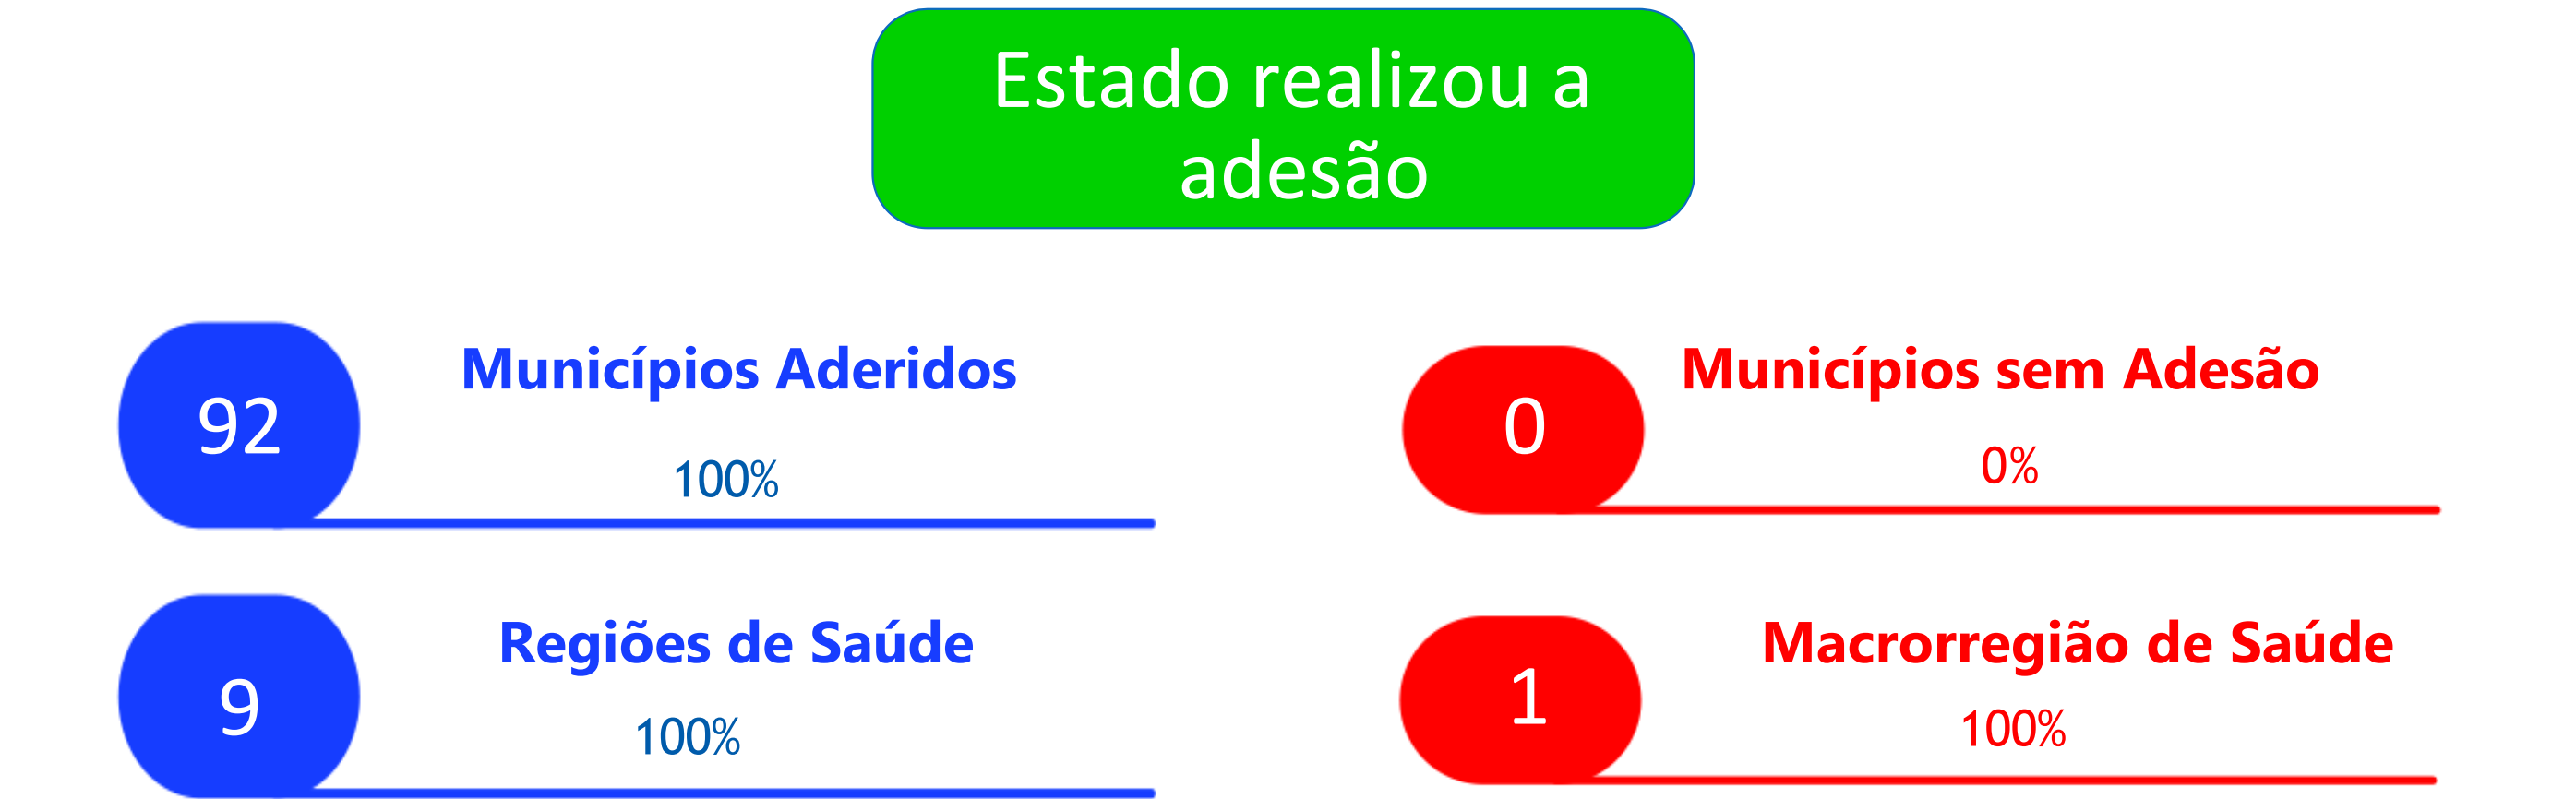 Estado realizou a
adesão
92
Municípios Aderidos
100%
0
Municípios sem Adesão
0%
9
Regiões de Saúde
100%
1
Macrorregião de Saúde
100%